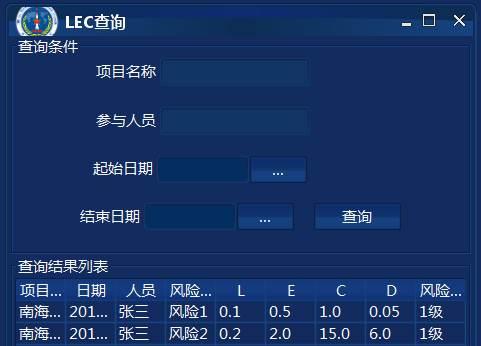 LEC查询
查询条件
项目名称
参与人员
起始日期 ...
结束日期 ... 查询
查询结果列表
项目... 日期 人员 风险... L E C D 风险...
南海... 201... 张三 风险1 0.1 0.5 1.0 0.05 1级
南海... 201... 张三 风险2 0.2 2.0 15.0 6.0 1级